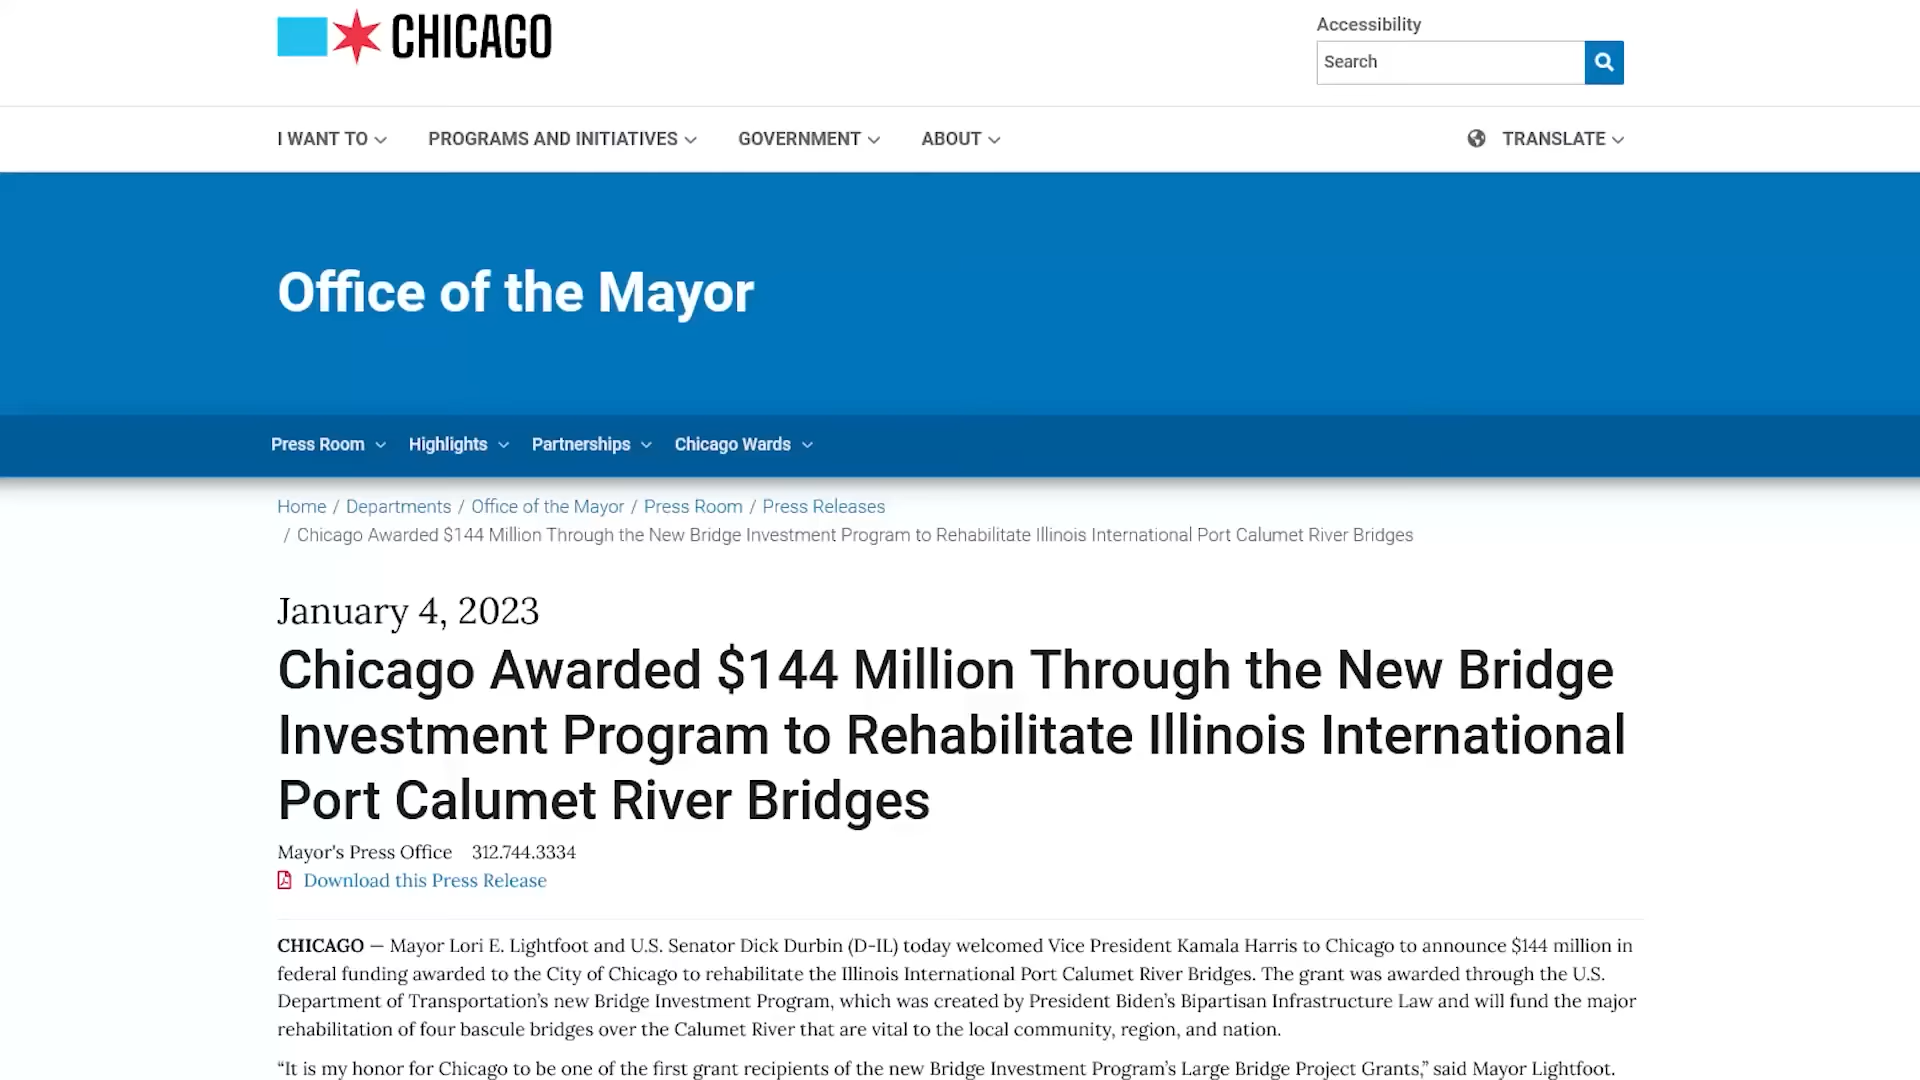 CHICAGO
Accessibility
Search
I WANT TO
PROGRAMS AND INITIATIVES
GOVERNMENT
ABOUT
TRANSLATE
Office of the Mayor
Press Room
Highlights
Partnerships
Chicago Wards
Home / Departments / Office of the Mayor / Press Room / Press Releases
/ Chicago Awarded $144 Million Through the New Bridge Investment Program to Rehabilitate Illinois International Port Calumet River Bridges
January 4, 2023
Chicago Awarded $144 Million Through the New Bridge
Investment Program to Rehabilitate Illinois International
Port Calumet River Bridges
Mayor's Press Office 312.744.3334
Download this Press Release
CHICAGO — Mayor Lori E. Lightfoot and U.S. Senator Dick Durbin (D-IL) today welcomed Vice President Kamala Harris to Chicago to announce $144 million in
federal funding awarded to the City of Chicago to rehabilitate the Illinois International Port Calumet River Bridges. The grant was awarded through the U.S.
Department of Transportation’s new Bridge Investment Program, which was created by President Biden’s Bipartisan Infrastructure Law and will fund the major
rehabilitation of four bascule bridges over the Calumet River that are vital to the local community, region, and nation.
“It is my honor for Chicago to be one of the first grant recipients of the new Bridge Investment Program’s Large Bridge Project Grants,” said Mayor Lightfoot.